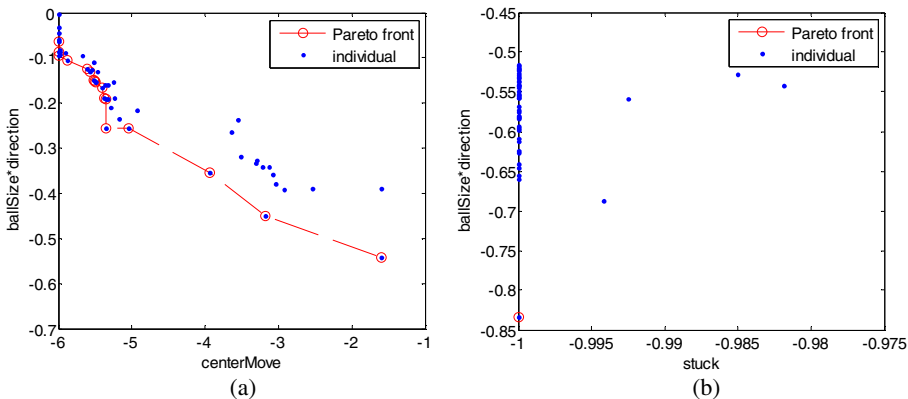 Pareto front
individual
0
-0.1
-0.2
-0.3
-0.4
-0.5
-0.6
-0.7
ballSize*direction
-6 -5 -4 -3 -2 -1
centerMove
(a)
Pareto front
individual
-0.45
-0.5
-0.55
-0.6
-0.65
-0.7
-0.75
-0.8
-0.85
ballSize*direction
-1 -0.995 -0.99 -0.985 -0.98 -0.975
stuck
(b)